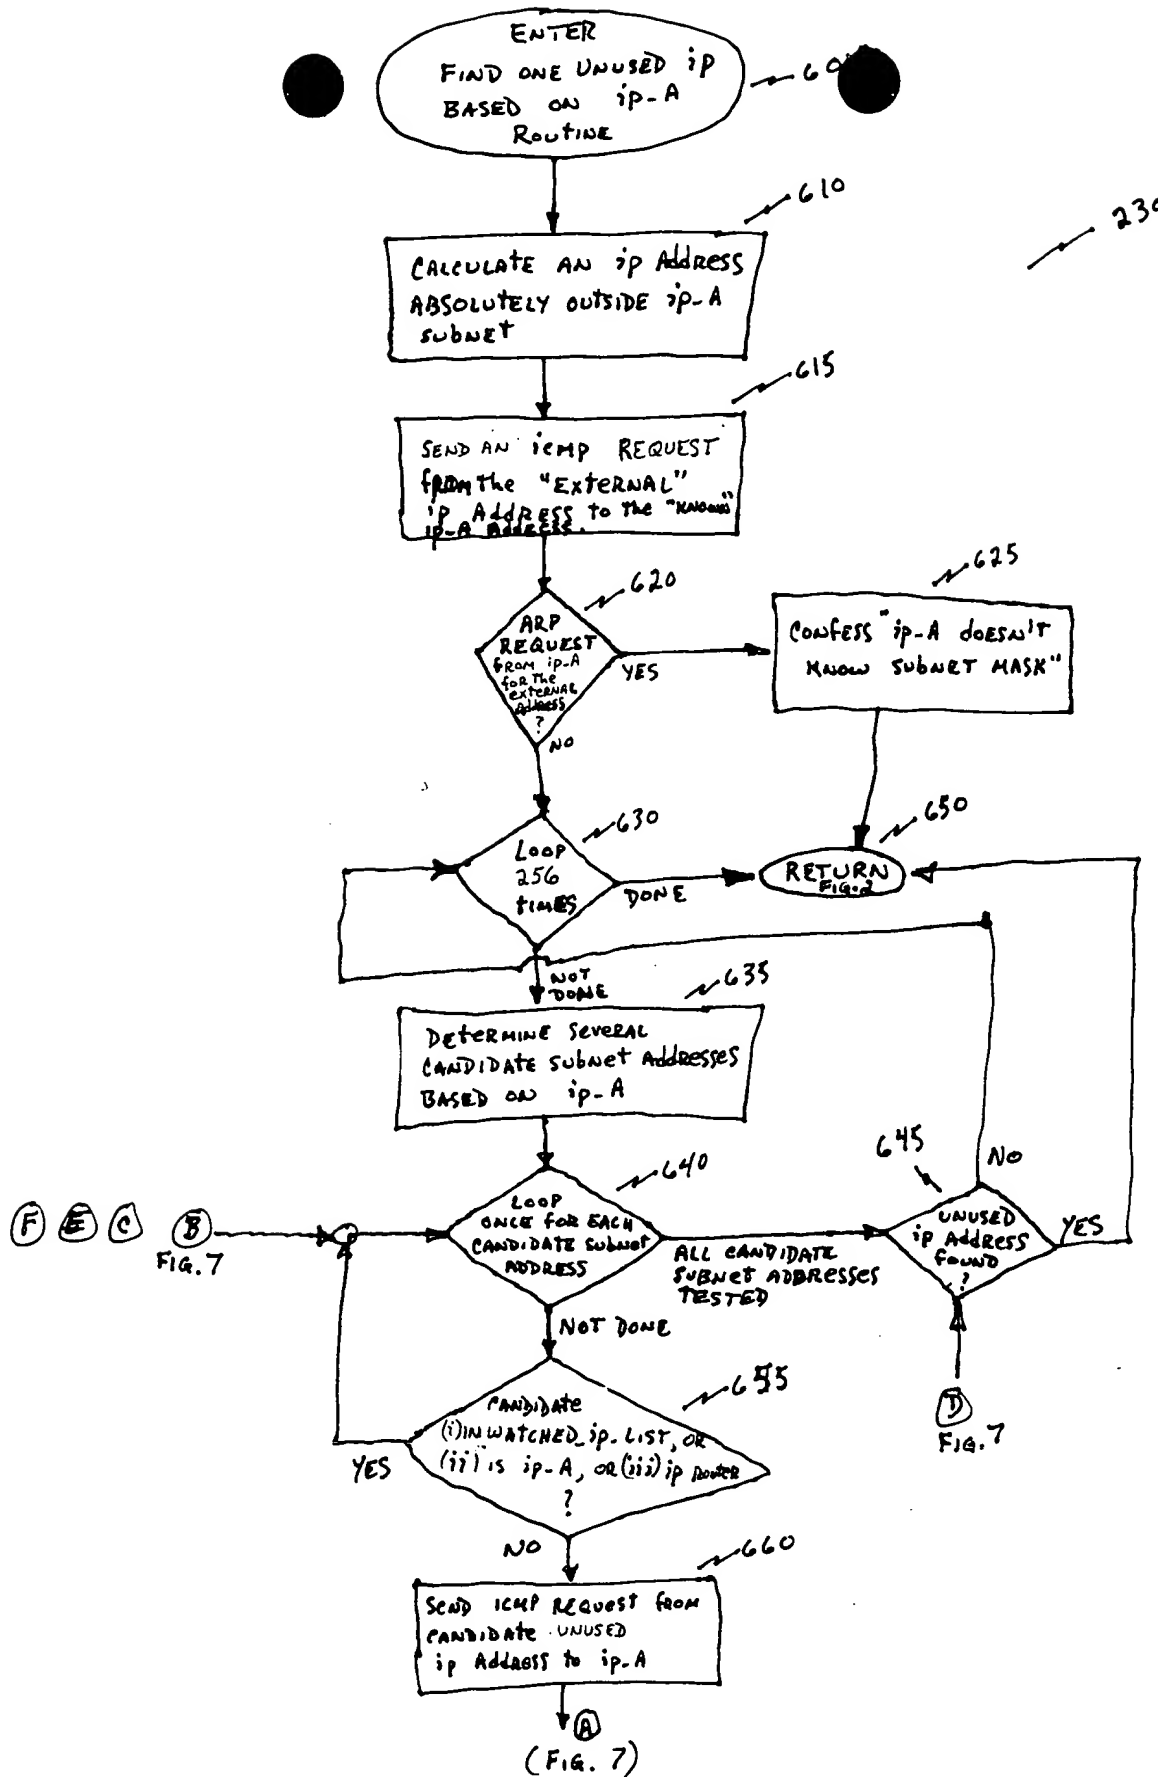 ENTER
FIND ONE UNUSED ip
BASED ON ip-A
ROUTINE
610
230
CALCULATE AN ip Address
ABSOLUTELY OUTSIDE ip-A
SUBNET
615
SEND AN icmp REQUEST
FROM the "EXTERNAL"
ip Address to the "KNOWN"
ip-A Address.
620
625
ARP
REQUEST
FROM ip-A
FOR THE
EXTERNAL
Address
?
YES
NO
CONFESS "ip-A doesn't
KNOW SUBNET MASK"
630
650
LOOP
256
TIMES
DONE
RETURN
FIG. 2
NOT
DONE
635
DETERMINE SEVERAL
CANDIDATE SUBNET Addresses
BASED ON ip-A
640
645
NO
F E C B
FIG. 7
LOOP
ONCE FOR EACH
CANDIDATE SUBNET
ADDRESS
ALL CANDIDATE
SUBNET ADDRESSES
TESTED
UNUSED
ip Address
FOUND
?
YES
NOT DONE
D
FIG. 7
655
CANDIDATE
(i) IN WATCHED_ip_LIST, OR
(ii) is ip-A, OR (iii) ip ROUTER
?
YES
NO
660
SEND ICMP REQUEST FROM
CANDIDATE UNUSED
ip Address to ip-A
A
(FIG. 7)